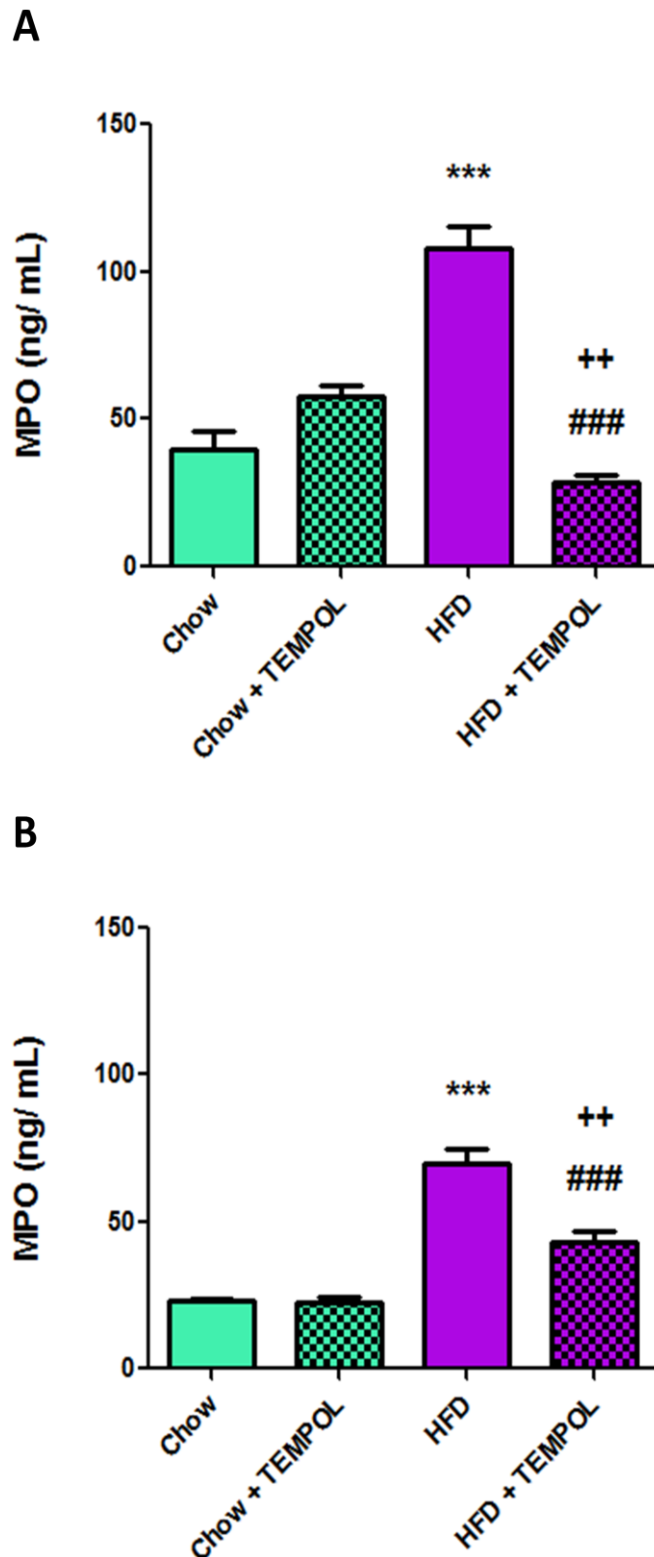 A
MPO (ng/ mL)
150
100
50
0
***
++
###
Chow
Chow + TEMPOL
HFD
HFD + TEMPOL
B
MPO (ng/ mL)
150
100
50
0
***
++
###
Chow
Chow + TEMPOL
HFD
HFD + TEMPOL